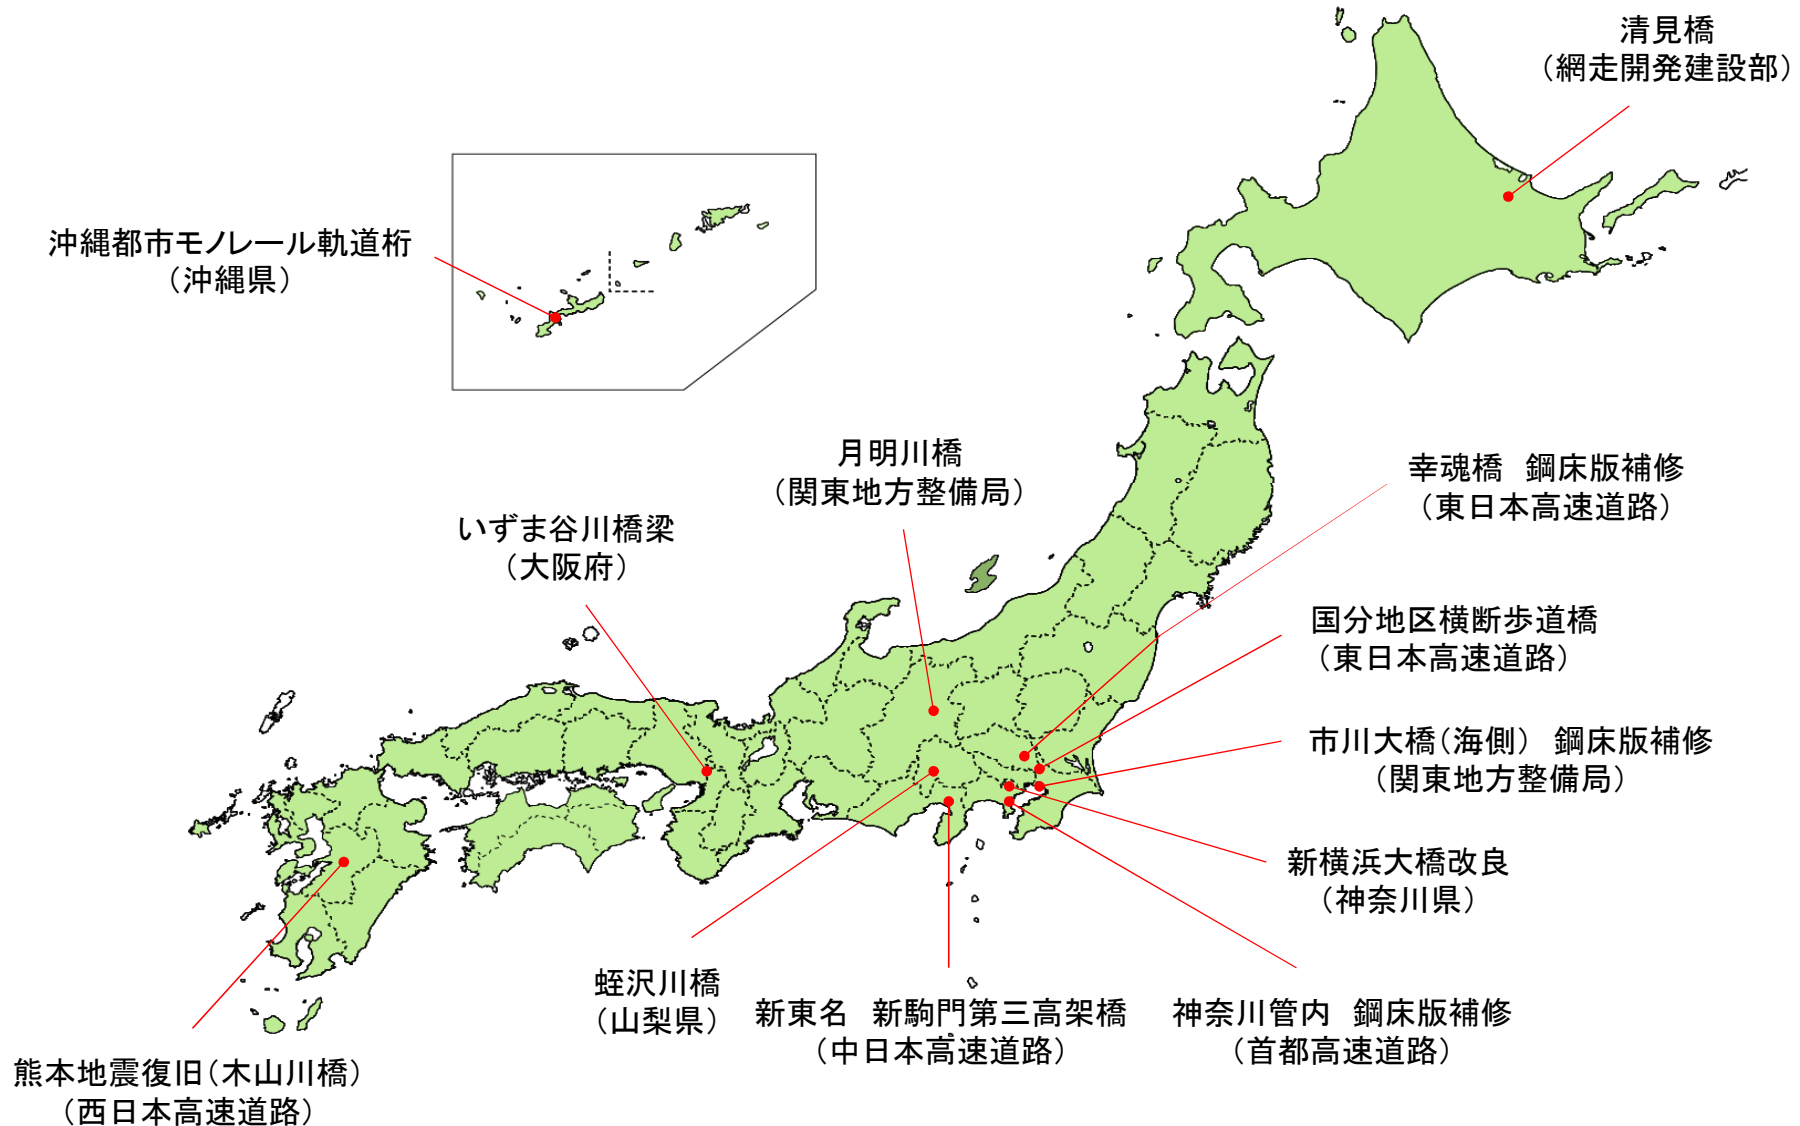 清見橋
（網走開発建設部）
沖縄都市モノレール軌道桁
（沖縄県）
月明川橋
（関東地方整備局）
幸魂橋　鋼床版補修
（東日本高速道路）
いずま谷川橋梁
（大阪府）
国分地区横断歩道橋
（東日本高速道路）
市川大橋（海側）　鋼床版補修
（関東地方整備局）
新横浜大橋改良
（神奈川県）
蛭沢川橋
（山梨県）
新東名　新駒門第三高架橋
（中日本高速道路）
神奈川管内　鋼床版補修
（首都高速道路）
熊本地震復旧（木山川橋）
（西日本高速道路）